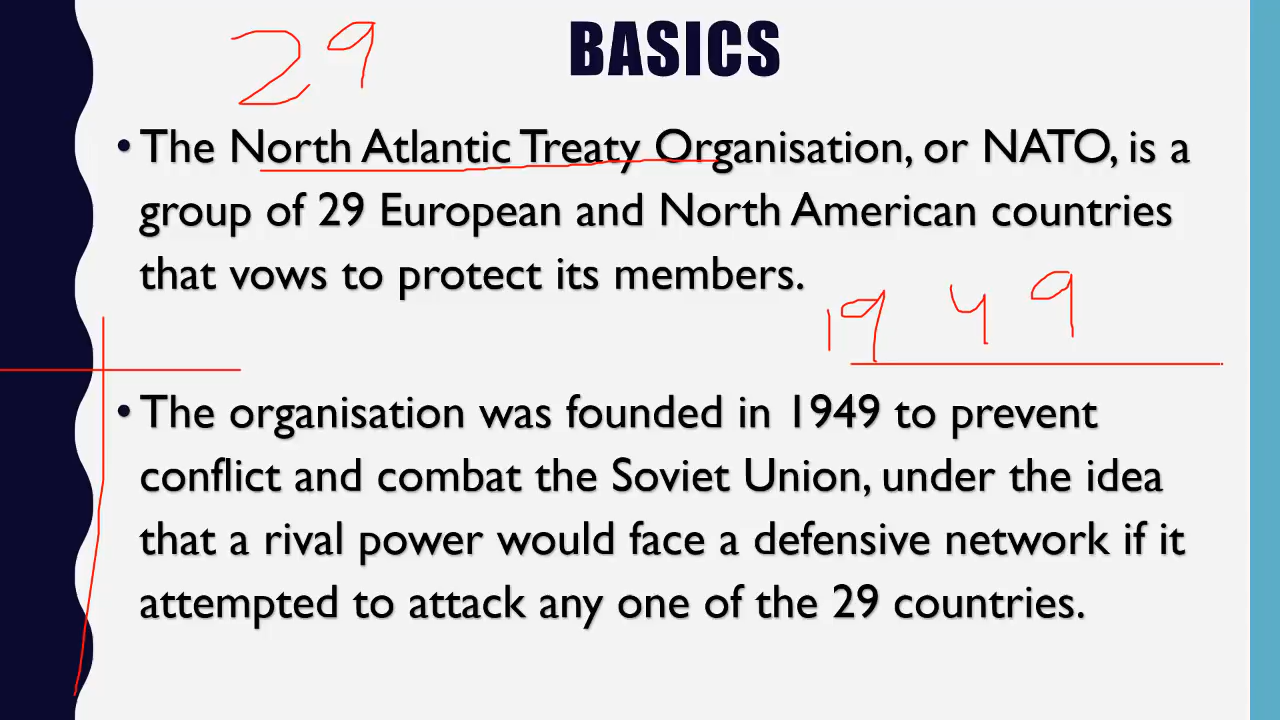 29
BASICS
• The North Atlantic Treaty Organisation, or NATO, is a
group of 29 European and North American countries
that vows to protect its members.
1949
• The organisation was founded in 1949 to prevent
conflict and combat the Soviet Union, under the idea
that a rival power would face a defensive network if it
attempted to attack any one of the 29 countries.